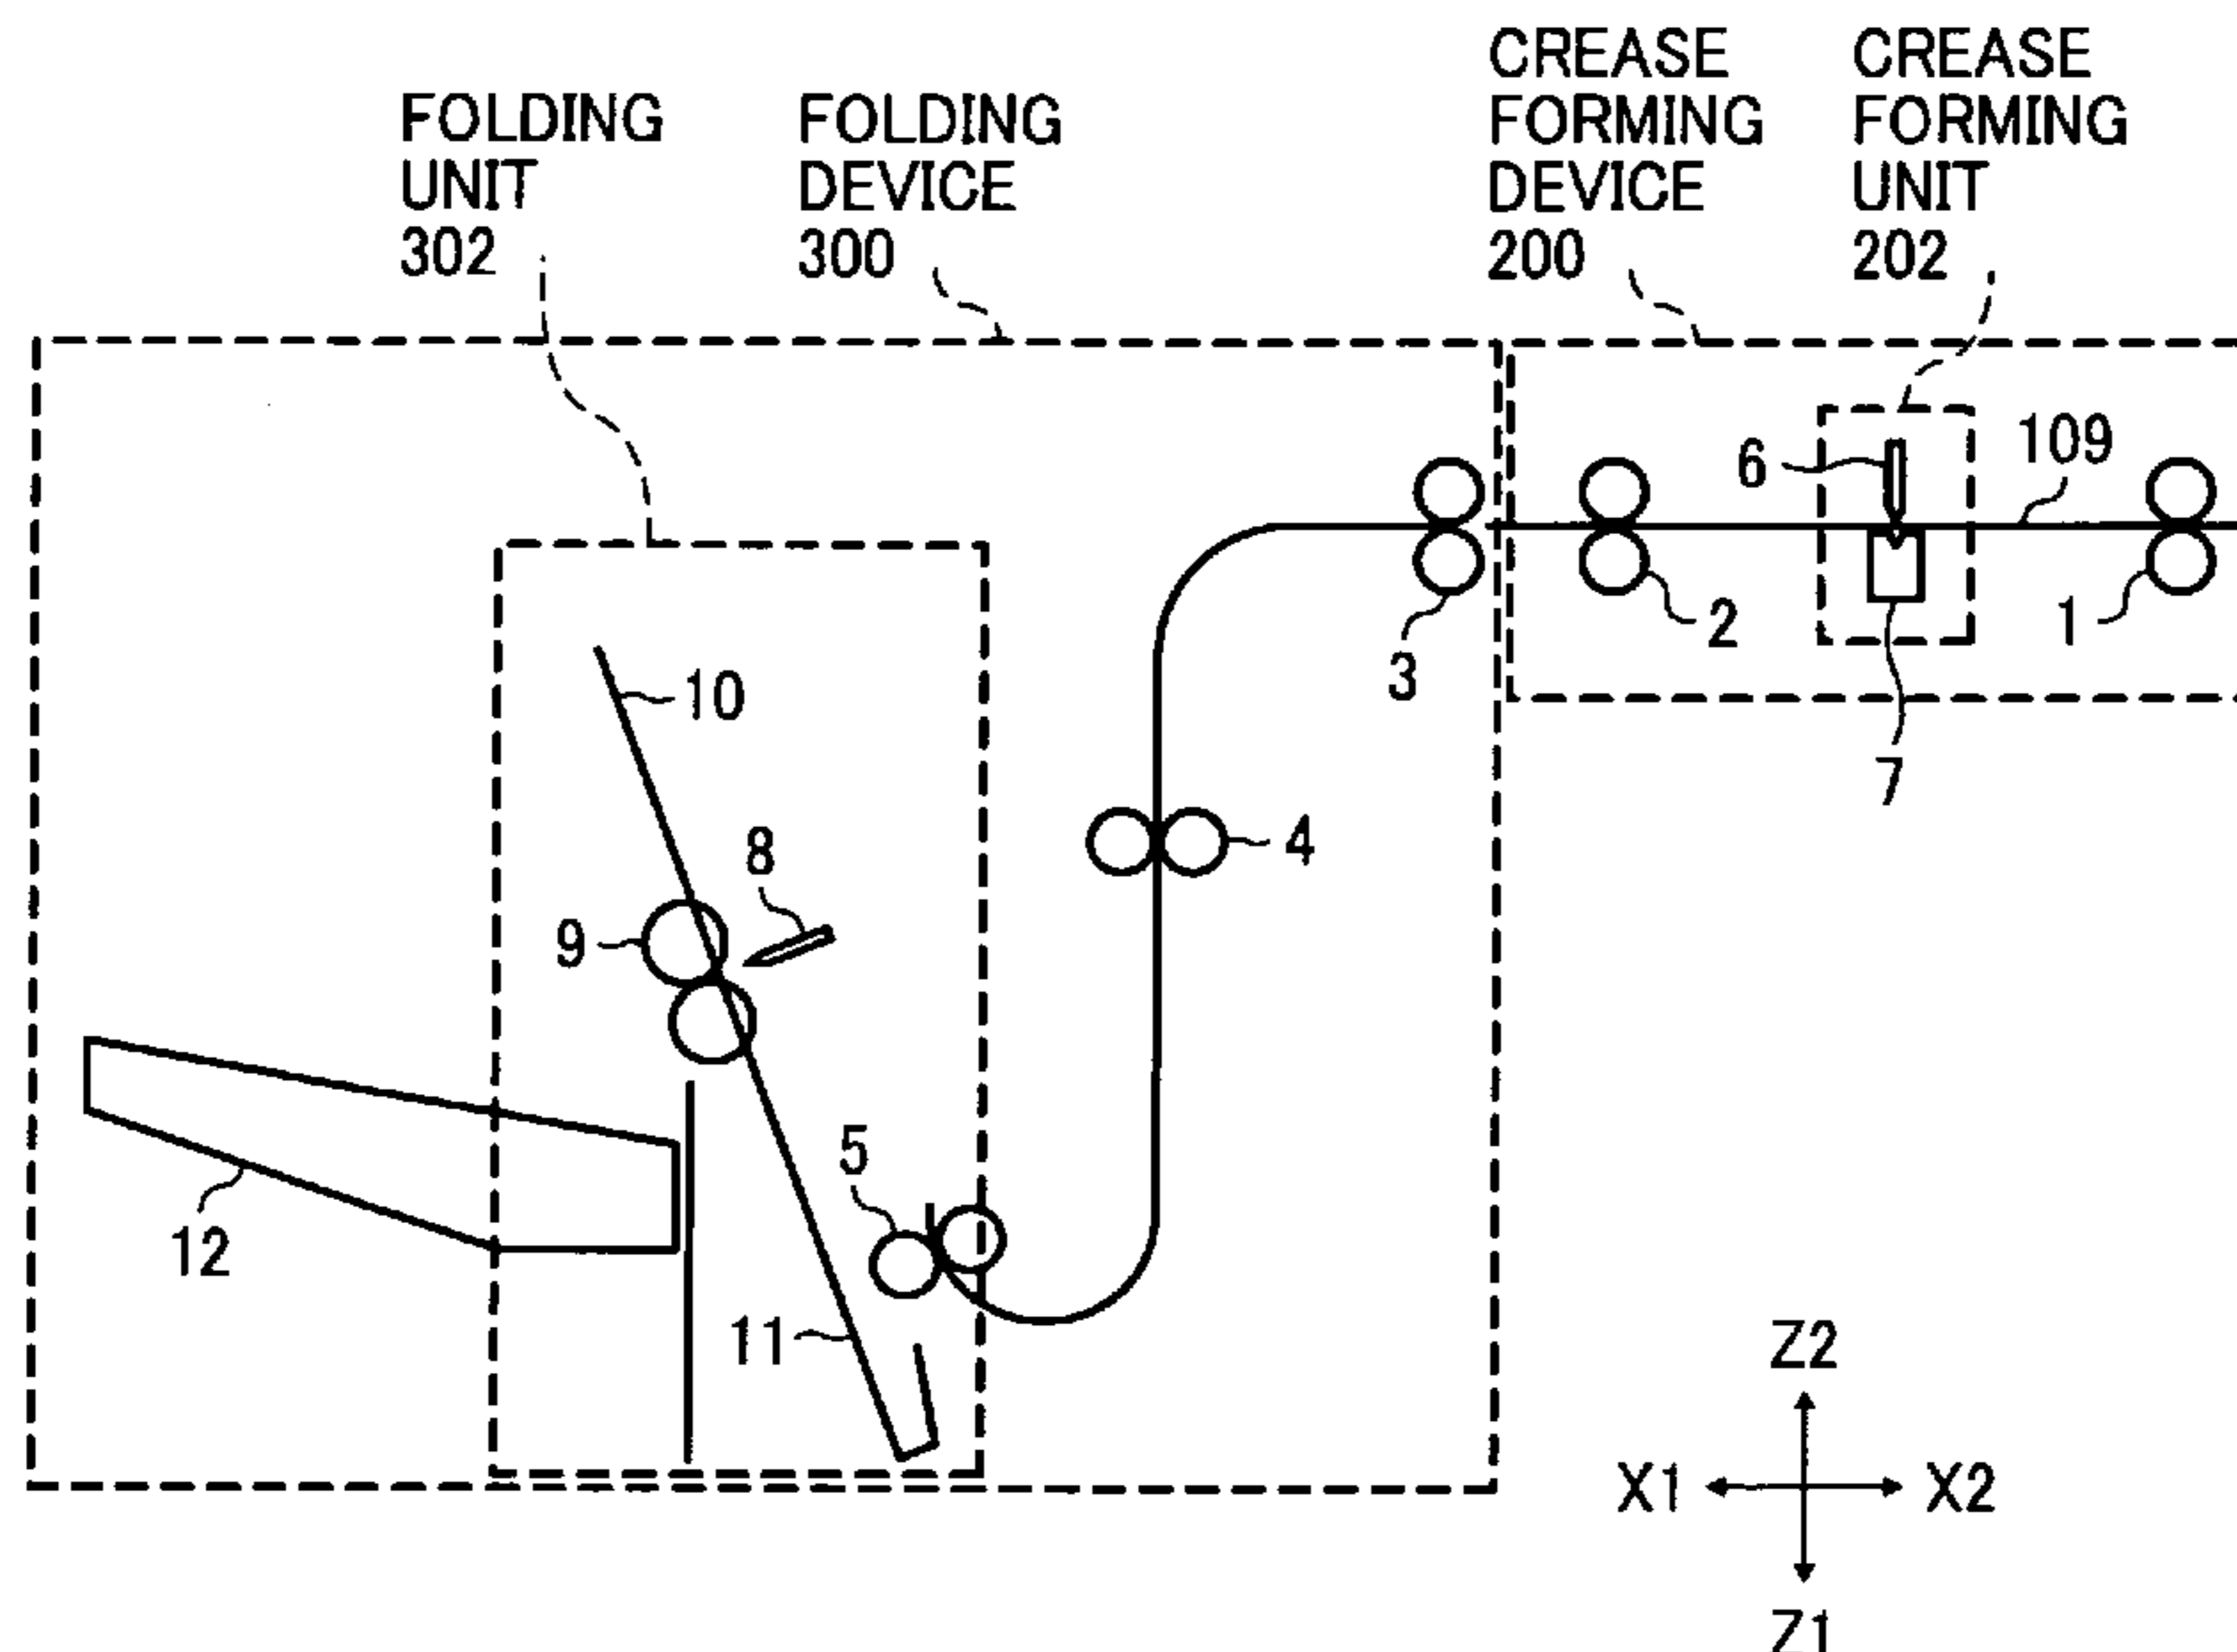 FOLDING
UNIT
302
FOLDING
DEVICE
300
CREASE
FORMING
DEVICE
200
CREASE
FORMING
UNIT
202
6
109
3
2
1
7
10
8
4
9
5
12
11
Z2
X1
X2
Z1